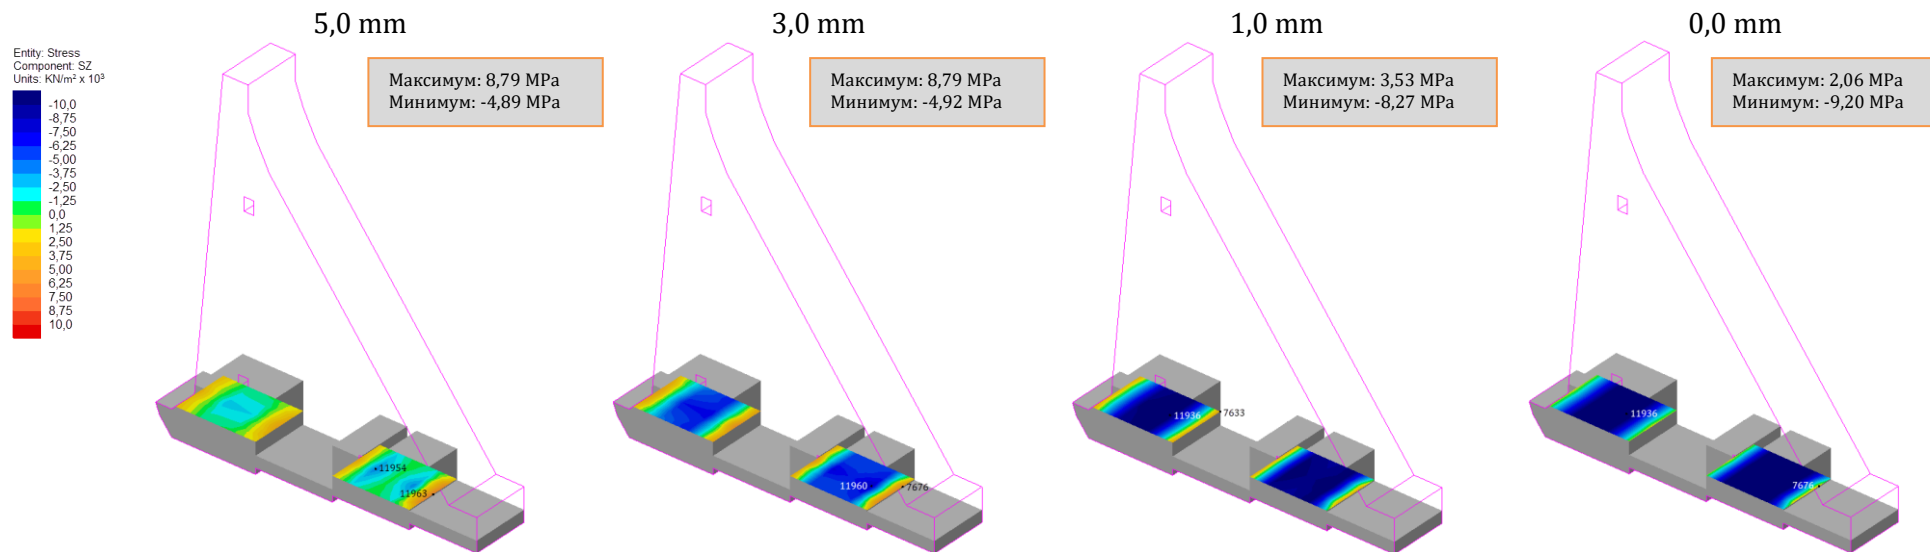 5,0 mm
3,0 mm
1,0 mm
0,0 mm
Entity: Stress
Component: SZ
Units: KN/m² x 10³
-10,0
-8,75
-7,50
-6,25
-5,00
-3,75
-2,50
-1,25
0,0
1,25
2,50
3,75
5,00
6,25
7,50
8,75
10,0
Максимум: 8,79 MPa
Минимум: -4,89 MPa
Максимум: 8,79 MPa
Минимум: -4,92 MPa
Максимум: 3,53 MPa
Минимум: -8,27 MPa
Максимум: 2,06 MPa
Минимум: -9,20 MPa
11954
11963
11960
7676
11936
7633
11936
7676